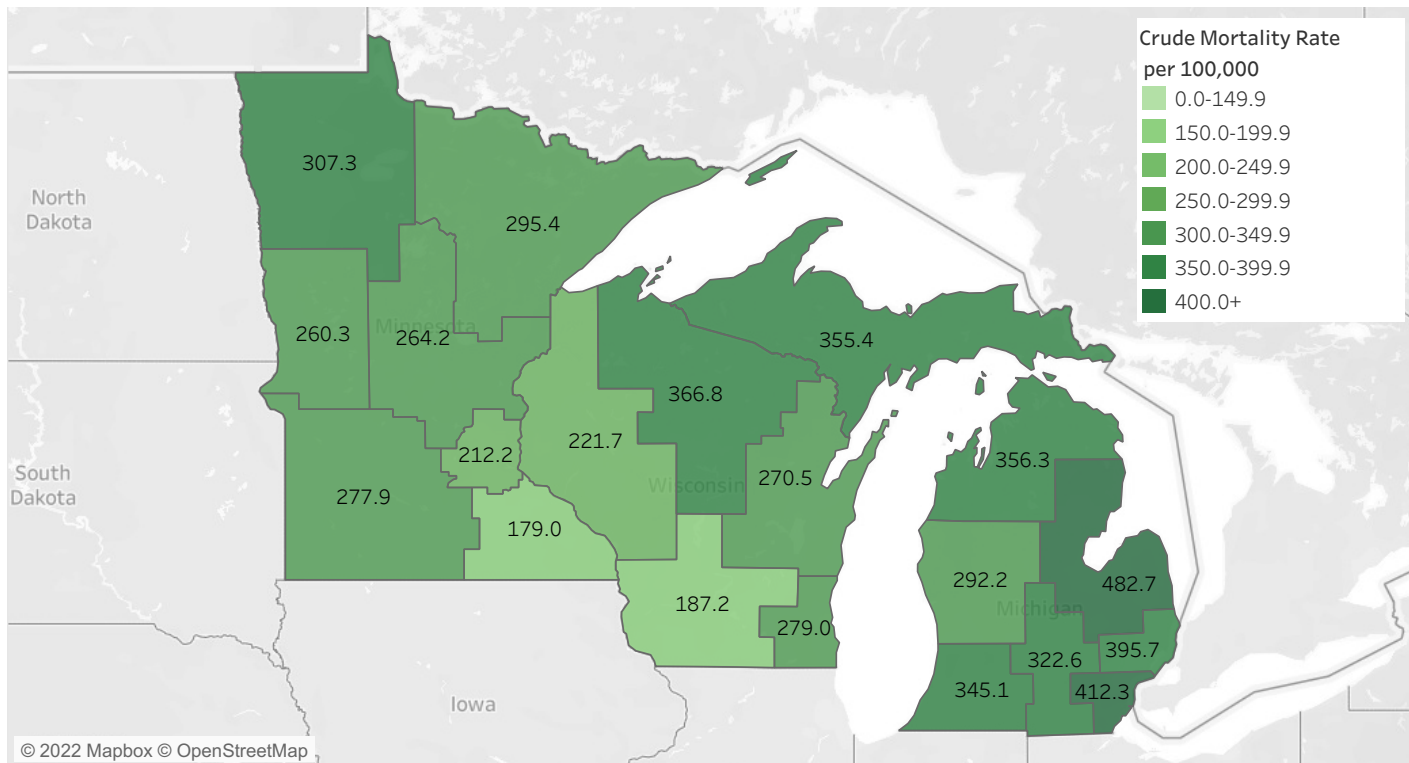 Crude Mortality Rate
per 100,000
0.0-149.9
150.0-199.9
200.0-249.9
250.0-299.9
300.0-349.9
350.0-399.9
400.0+
307.3
North
Dakota
295.4
260.3
Minnesota
264.2
355.4
366.8
221.7
212.2
270.5
356.3
South
Dakota
277.9
Wisconsin
179.0
292.2
482.7
187.2
Michigan
279.0
322.6
395.7
345.1
412.3
Iowa
© 2022 Mapbox © OpenStreetMap